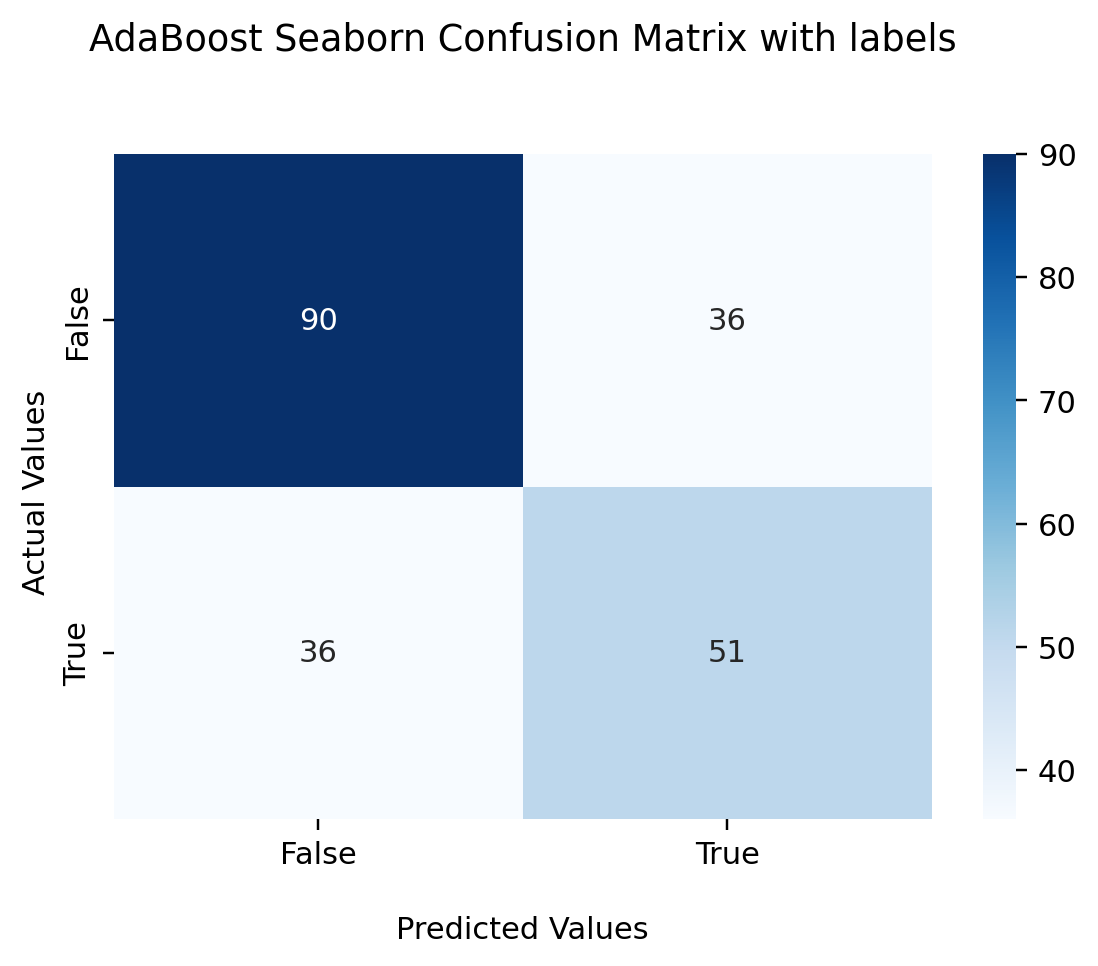 AdaBoost Seaborn Confusion Matrix with labels
90
36
36
51
False
True
Actual Values
False
True
Predicted Values
90
80
70
60
50
40